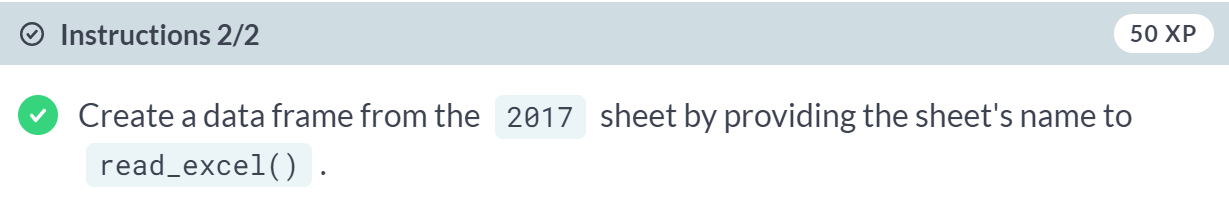 Instructions 2/2
50 XP
Create a data frame from the 2017 sheet by providing the sheet's name to
read_excel() .